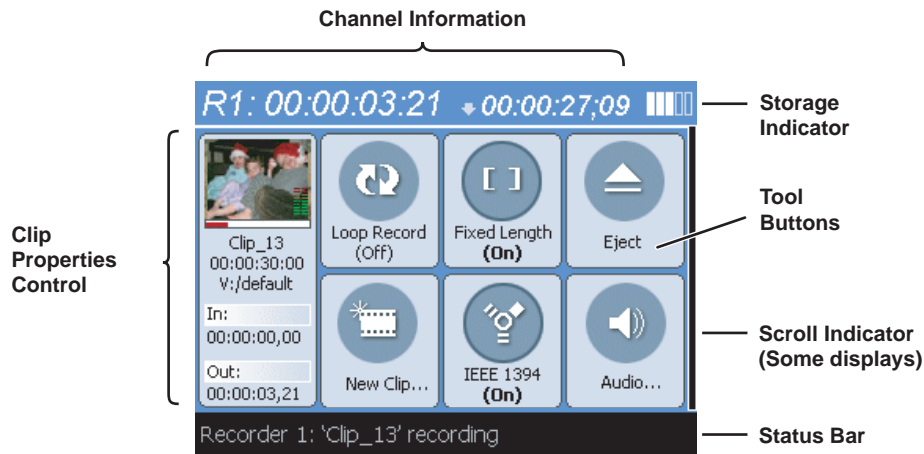 Channel Information
R1: 00:00:03:21 00:00:27;09
Storage
Indicator
Clip
Properties
Control
Clip_13
00:00:30:00
V:/default
In:
00:00:00,00
Out:
00:00:03,21
Loop Record
(Off)
Fixed Length
(On)
Eject
Tool
Buttons
New Clip...
IEEE 1394
(On)
Audio...
Scroll Indicator
(Some displays)
Recorder 1: 'Clip_13' recording
Status Bar